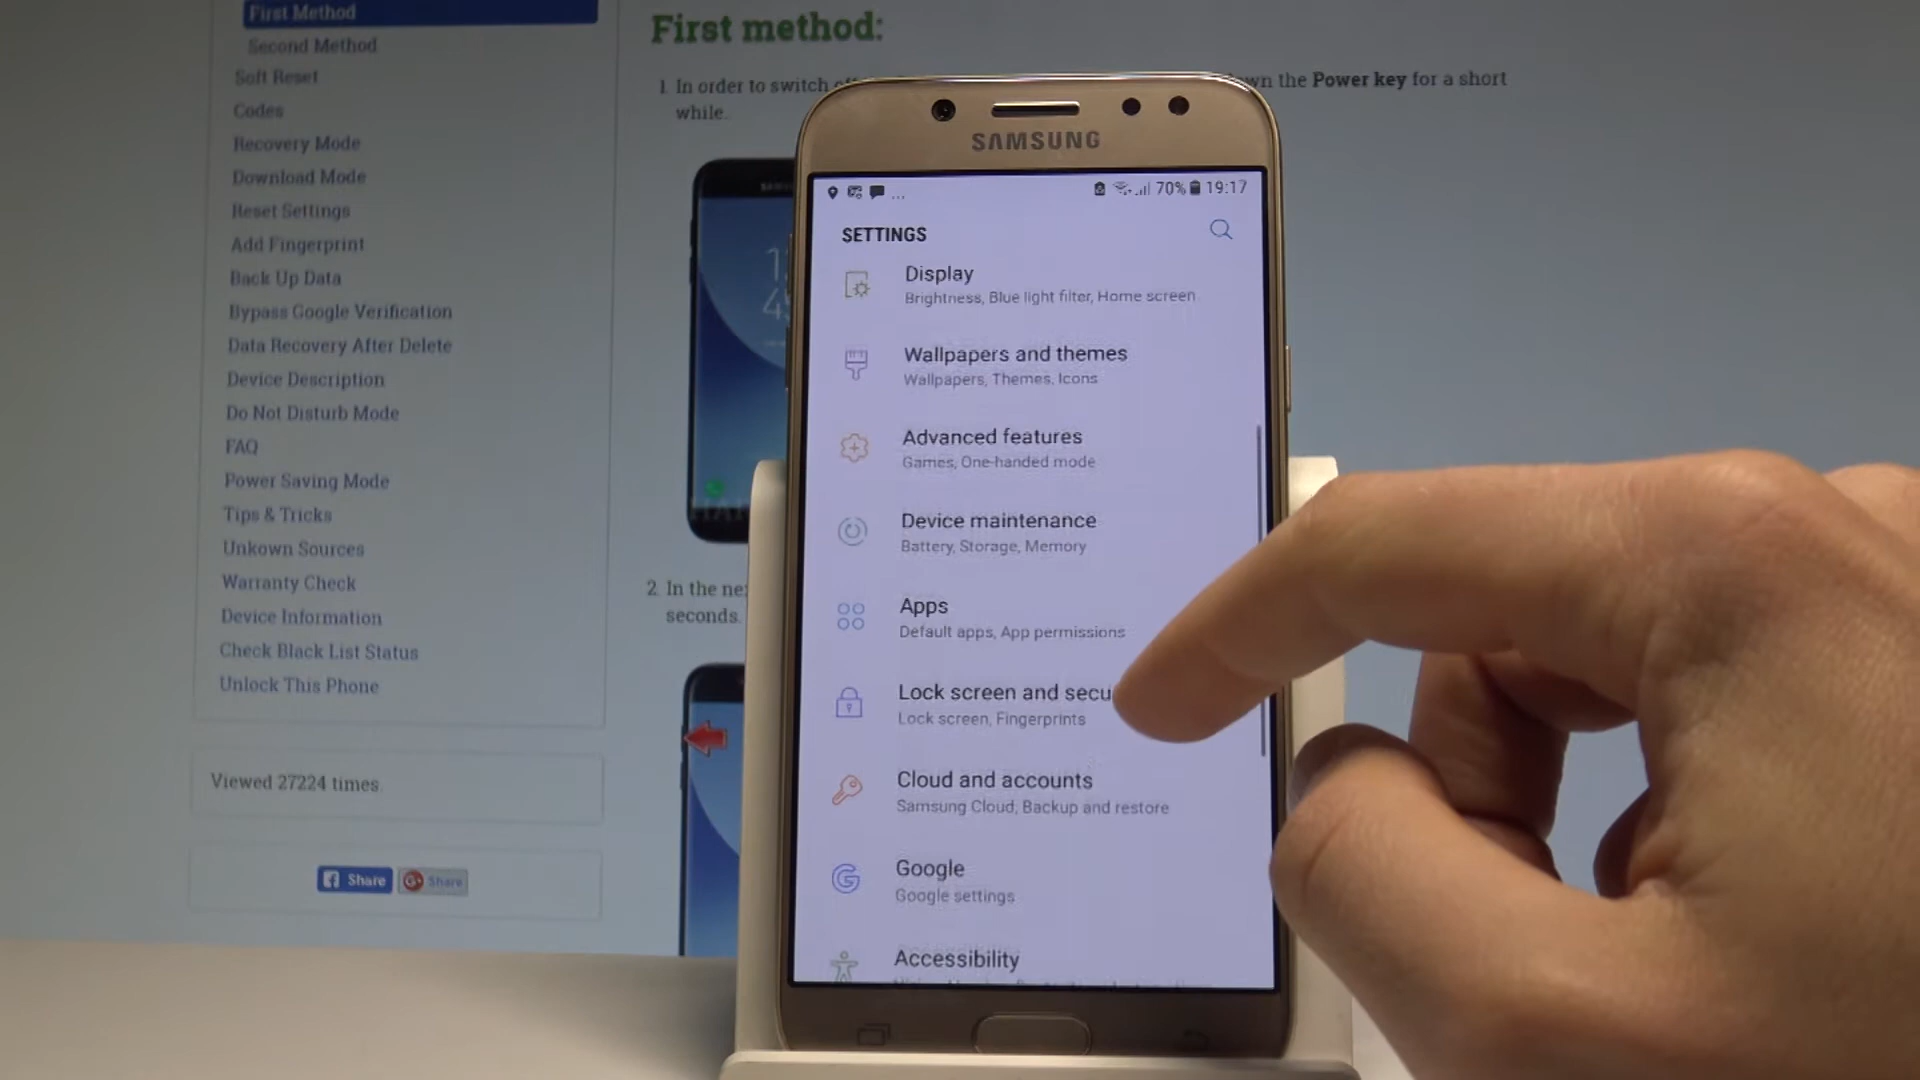 First Method
Second Method
Soft Reset
Codes
Recovery Mode
Download Mode
Reset Settings
Add Fingerprint
Back Up Data
Bypass Google Verification
Data Recovery After Delete
Device Description
Do Not Disturb Mode
FAQ
Power Saving Mode
Tips & Tricks
Unkown Sources
Warranty Check
Device Information
Check Black List Status
Unlock This Phone
Viewed 27224 times
Share
G+ Share
First method:
1. In order to switch
the Power key for a short
while.
2. In the
seconds.
SAMSUNG
... 70% 19:17
SETTINGS
Display
Brightness, Blue light filter, Home screen
Wallpapers and themes
Wallpapers, Themes, Icons
Advanced features
Games, One-handed mode
Device maintenance
Battery, Storage, Memory
Apps
Default apps, App permissions
Lock screen and secu
Lock screen, Fingerprints
Cloud and accounts
Samsung Cloud, Backup and restore
Google
Google settings
Accessibility